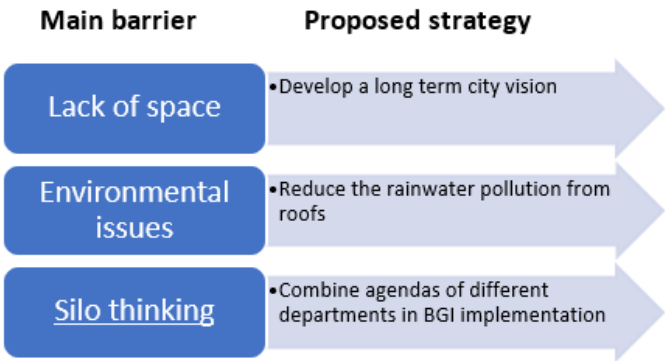 Main barrier Proposed strategy
Lack of space
•Develop a long term city vision
Environmental
issues
•Reduce the rainwater pollution from
roofs
Silo thinking
•Combine agendas of different
departments in BGI implementation